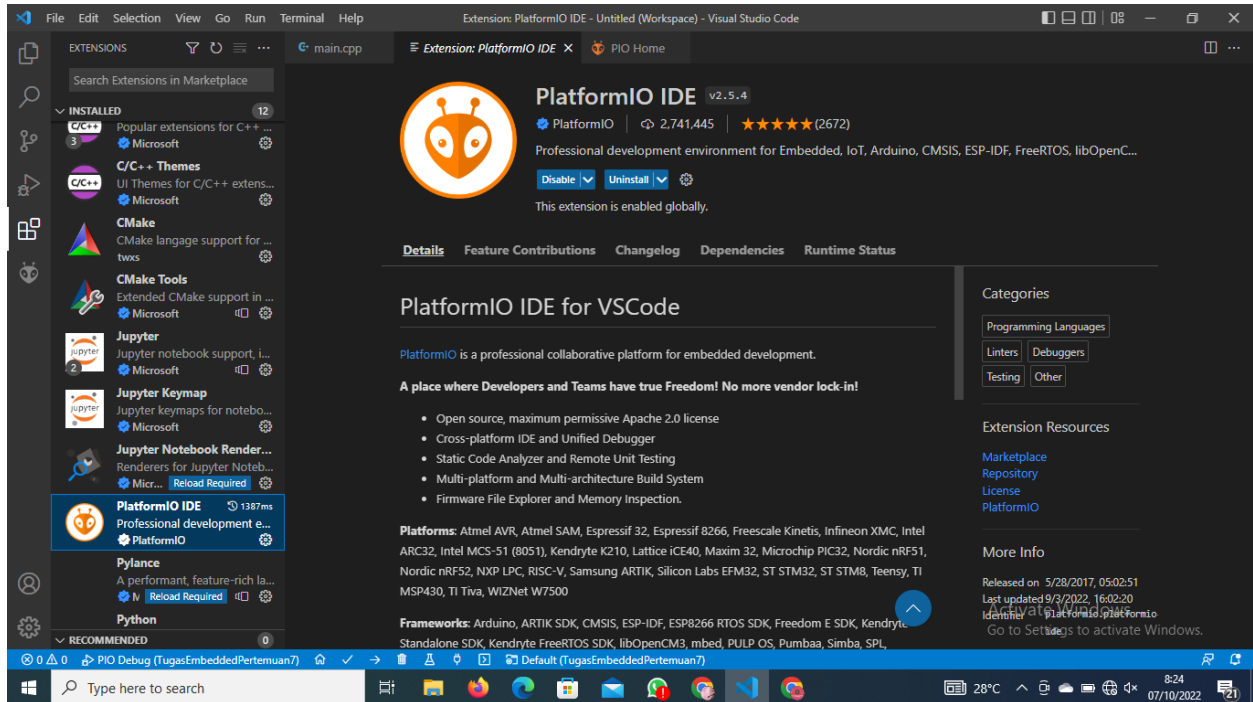 File Edit Selection View Go Run Terminal Help
Extension: PlatformIO IDE - Untitled (Workspace) - Visual Studio Code
EXTENSIONS
main.cpp
Extension: PlatformIO IDE
PIO Home
Search Extensions in Marketplace
INSTALLED 12
C/C++
3
Popular extensions for C++ ...
Microsoft
C/C++ Themes
C/C++
UI Themes for C/C++ extens...
Microsoft
CMake
CMake langage support for ...
twxs
CMake Tools
Extended CMake support in ...
Microsoft
Jupyter
jupyter
2
Jupyter notebook support, i...
Microsoft
Jupyter Keymap
jupyter
Jupyter keymaps for notebo...
Microsoft
Jupyter Notebook Render...
Renderers for Jupyter Noteb...
Micr... Reload Required
PlatformIO IDE 1387ms
Professional development e...
PlatformIO
Pylance
A performant, feature-rich la...
M Reload Required
Python
RECOMMENDED 0
PlatformIO IDE v2.5.4
PlatformIO 2,741,445 (2672)
Professional development environment for Embedded, IoT, Arduino, CMSIS, ESP-IDF, FreeRTOS, libOpenC...
Disable Uninstall
This extension is enabled globally.
Details Feature Contributions Changelog Dependencies Runtime Status
PlatformIO IDE for VSCode
PlatformIO is a professional collaborative platform for embedded development.
A place where Developers and Teams have true Freedom! No more vendor lock-in!
• Open source, maximum permissive Apache 2.0 license
• Cross-platform IDE and Unified Debugger
• Static Code Analyzer and Remote Unit Testing
• Multi-platform and Multi-architecture Build System
• Firmware File Explorer and Memory Inspection.
Platforms: Atmel AVR, Atmel SAM, Espressif 32, Espressif 8266, Freescale Kinetis, Infineon XMC, Intel
ARC32, Intel MCS-51 (8051), Kendryte K210, Lattice iCE40, Maxim 32, Microchip PIC32, Nordic nRF51,
Nordic nRF52, NXP LPC, RISC-V, Samsung ARTIK, Silicon Labs EFM32, ST STM32, ST STM8, Teensy, TI
MSP430, TI Tiva, WIZNet W7500
Frameworks: Arduino, ARTIK SDK, CMSIS, ESP-IDF, ESP8266 RTOS SDK, Freedom E SDK, Kendryte
Standalone SDK, Kendryte FreeRTOS SDK, libOpenCM3, mbed, PULP OS, Pumbaa, Simba, SPL,
Categories
Programming Languages
Linters Debuggers
Testing Other
Extension Resources
Marketplace
Repository
License
PlatformIO
More Info
Released on 5/28/2017, 05:02:51
Last updated 9/3/2022, 16:02:20
Identifier platformio.platformio-
ide
Activate Windows
Go to Settings to activate Windows.
0 0 PIO Debug (TugasEmbeddedPertemuan7) Default (TugasEmbeddedPertemuan7)
Type here to search
28°C
8:24
07/10/2022
21